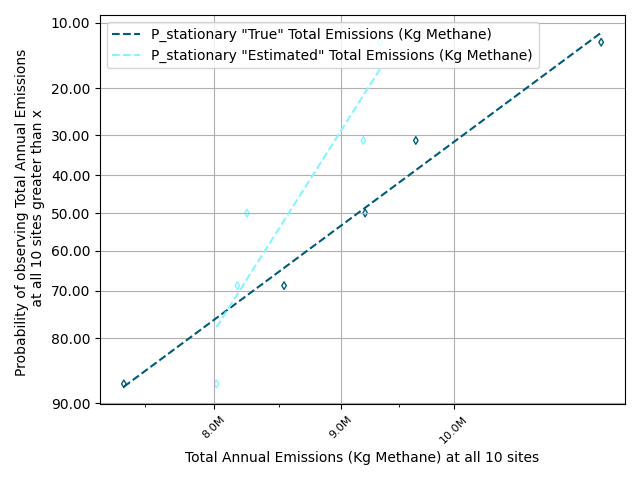 P_stationary "True" Total Emissions (Kg Methane)
P_stationary "Estimated" Total Emissions (Kg Methane)
Probability of observing Total Annual Emissions
at all 10 sites greater than x
10.00
20.00
30.00
40.00
50.00
60.00
70.00
80.00
90.00
8.0M
9.0M
10.0M
Total Annual Emissions (Kg Methane) at all 10 sites